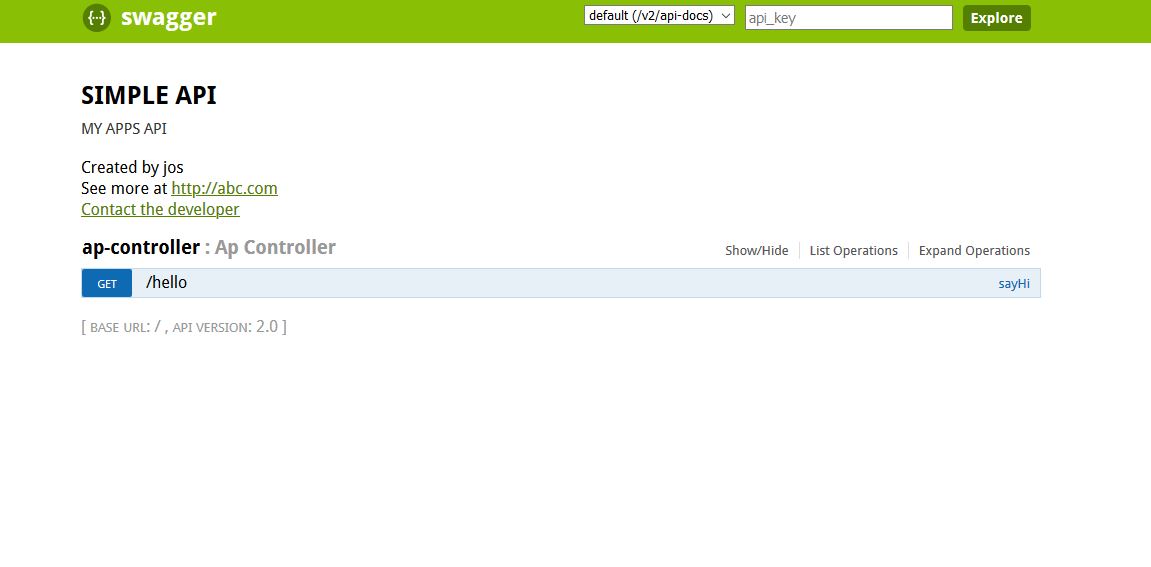 {··} swagger default (/v2/api-docs) api_key Explore
SIMPLE API
MY APPS API
Created by jos
See more at http://abc.com
Contact the developer
ap-controller : Ap Controller Show/Hide List Operations Expand Operations
GET /hello sayHi
[ BASE URL: / , API VERSION: 2.0 ]